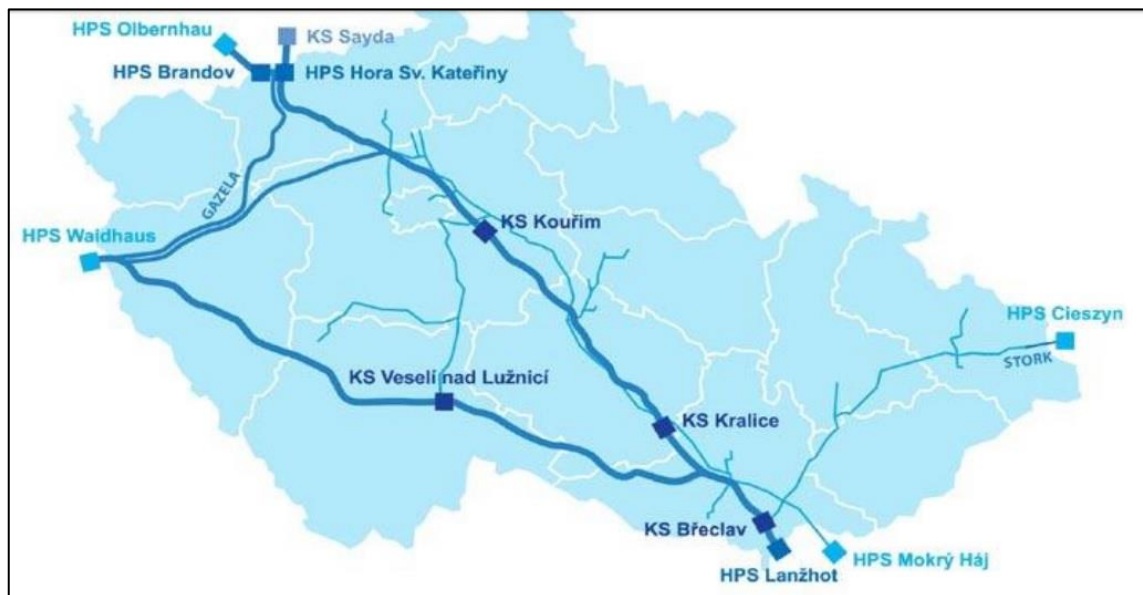 HPS Olbernhau
KS Sayda
HPS Brandov
HPS Hora Sv. Kateřiny
GAZELA
KS Kouřim
HPS Waidhaus
HPS Cieszyn
STORK
KS Veselí nad Lužnicí
KS Kralice
KS Břeclav
HPS Mokrý Háj
HPS Lanžhot